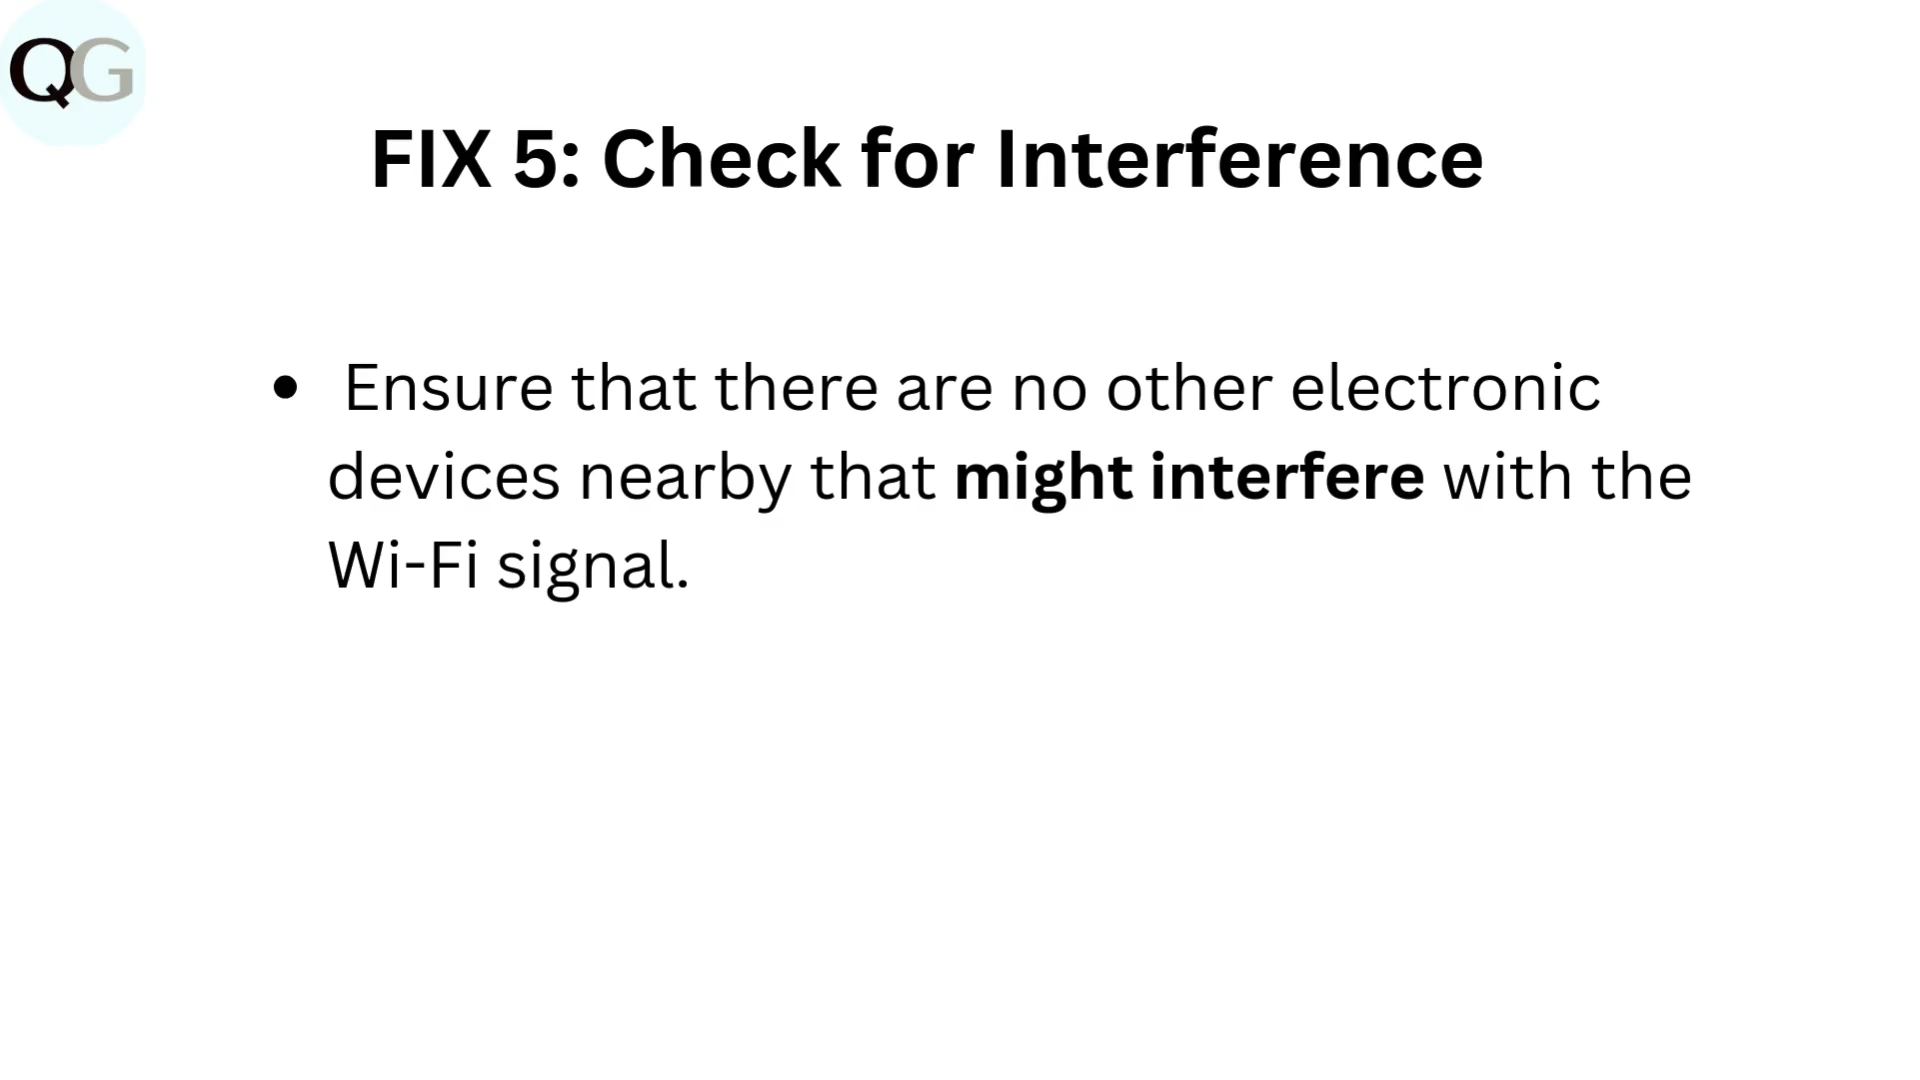 QG
FIX 5: Check for Interference
• Ensure that there are no other electronic
devices nearby that might interfere with the
Wi-Fi signal.